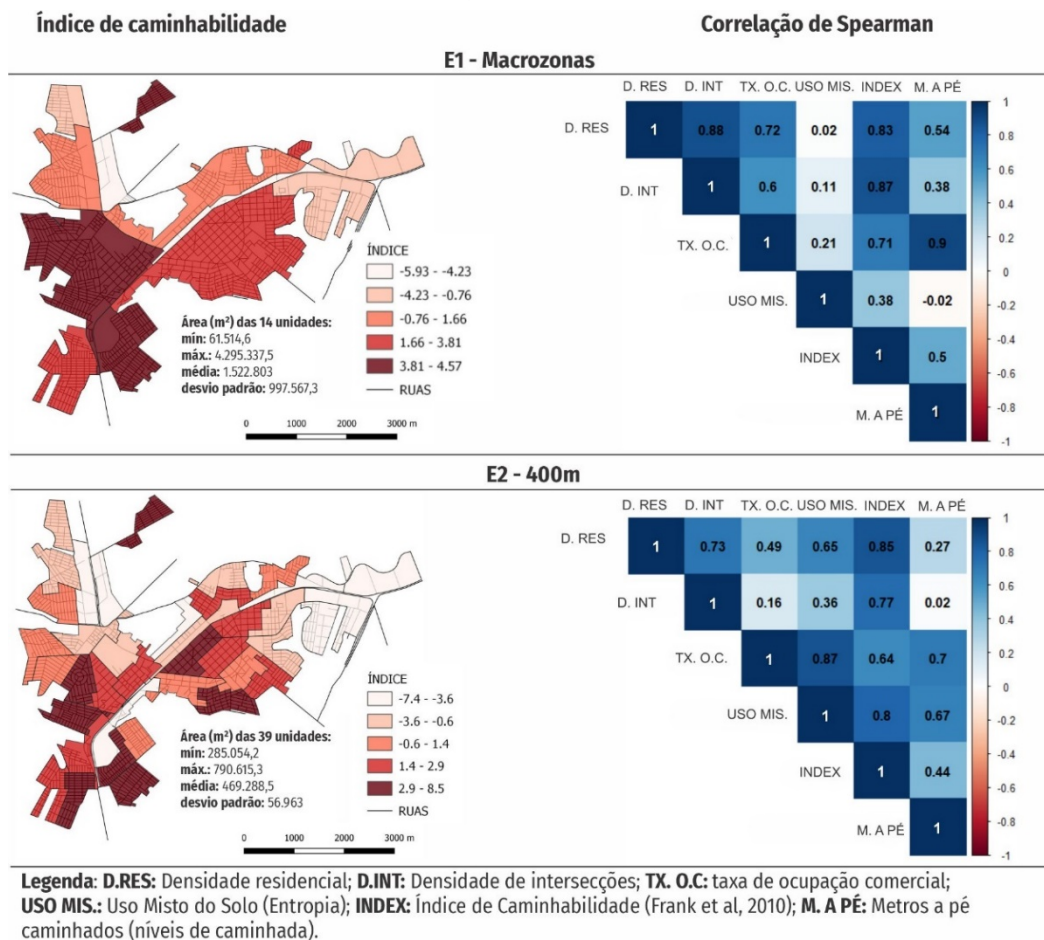 Índice de caminhabilidade
Correlação de Spearman
E1 - Macrozonas
ÍNDICE
-5.93 - -4.23
-4.23 - -0.76
-0.76 - 1.66
1.66 - 3.81
3.81 - 4.57
RUAS
Área (m²) das 14 unidades:
mín: 61.514,6
máx.: 4.295.337,5
média: 1.522.803
desvio padrão: 997.567,3
0 1000 2000 3000 m
D. RES D. INT TX. O.C. USO MIS. INDEX M. A PÉ
D. RES 1 0.88 0.72 0.02 0.83 0.54
D. INT 1 0.6 0.11 0.87 0.38
TX. O.C. 1 0.21 0.71 0.9
USO MIS. 1 0.38 -0.02
INDEX 1 0.5
M. A PÉ 1
1
0.8
0.6
0.4
0.2
0
-0.2
-0.4
-0.6
-0.8
-1
E2 - 400m
ÍNDICE
-7.4 - -3.6
-3.6 - -0.6
-0.6 - 1.4
1.4 - 2.9
2.9 - 8.5
RUAS
Área (m²) das 39 unidades:
mín: 285.054,2
máx.: 790.615,3
média: 469.288,5
desvio padrão: 56.963
0 1000 2000 3000 m
D. RES D. INT TX. O.C. USO MIS. INDEX M. A PÉ
D. RES 1 0.73 0.49 0.65 0.85 0.27
D. INT 1 0.16 0.36 0.77 0.02
TX. O.C. 1 0.87 0.64 0.7
USO MIS. 1 0.8 0.67
INDEX 1 0.44
M. A PÉ 1
1
0.8
0.6
0.4
0.2
0
-0.2
-0.4
-0.6
-0.8
-1
Legenda: D.RES: Densidade residencial; D.INT: Densidade de intersecções; TX. O.C: taxa de ocupação comercial;
USO MIS.: Uso Misto do Solo (Entropia); INDEX: Índice de Caminhabilidade (Frank et al, 2010); M. A PÉ: Metros a pé
caminhados (níveis de caminhada).